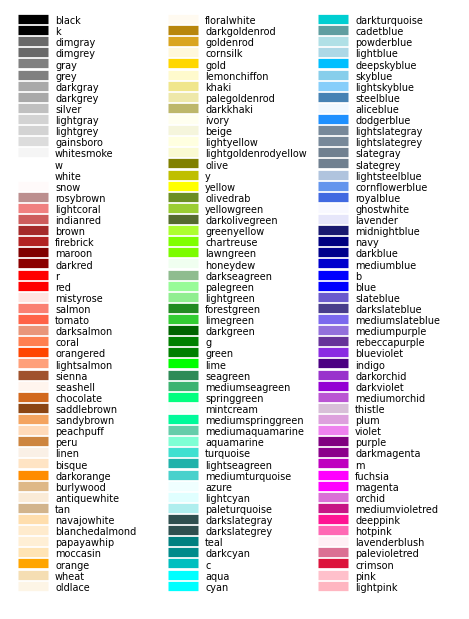 black
k
dimgray
dimgrey
gray
grey
darkgray
darkgrey
silver
lightgray
lightgrey
gainsboro
whitesmoke
w
white
snow
rosybrown
lightcoral
indianred
brown
firebrick
maroon
darkred
r
red
mistyrose
salmon
tomato
darksalmon
coral
orangered
lightsalmon
sienna
seashell
chocolate
saddlebrown
sandybrown
peachpuff
peru
linen
bisque
darkorange
burlywood
antiquewhite
tan
navajowhite
blanchedalmond
papayawhip
moccasin
orange
wheat
oldlace
floralwhite
darkgoldenrod
goldenrod
cornsilk
gold
lemonchiffon
khaki
palegoldenrod
darkkhaki
ivory
beige
lightyellow
lightgoldenrodyellow
olive
y
yellow
olivedrab
yellowgreen
darkolivegreen
greenyellow
chartreuse
lawngreen
honeydew
darkseagreen
palegreen
lightgreen
forestgreen
limegreen
darkgreen
g
green
lime
seagreen
mediumseagreen
springgreen
mintcream
mediumspringgreen
mediumaquamarine
aquamarine
turquoise
lightseagreen
mediumturquoise
azure
lightcyan
paleturquoise
darkslategray
darkslategrey
teal
darkcyan
c
aqua
cyan
darkturquoise
cadetblue
powderblue
lightblue
deepskyblue
skyblue
lightskyblue
steelblue
aliceblue
dodgerblue
lightslategray
lightslategrey
slategray
slategrey
lightsteelblue
cornflowerblue
royalblue
ghostwhite
lavender
midnightblue
navy
darkblue
mediumblue
b
blue
slateblue
darkslateblue
mediumslateblue
mediumpurple
rebeccapurple
blueviolet
indigo
darkorchid
darkviolet
mediumorchid
thistle
plum
violet
purple
darkmagenta
m
fuchsia
magenta
orchid
mediumvioletred
deeppink
hotpink
lavenderblush
palevioletred
crimson
pink
lightpink